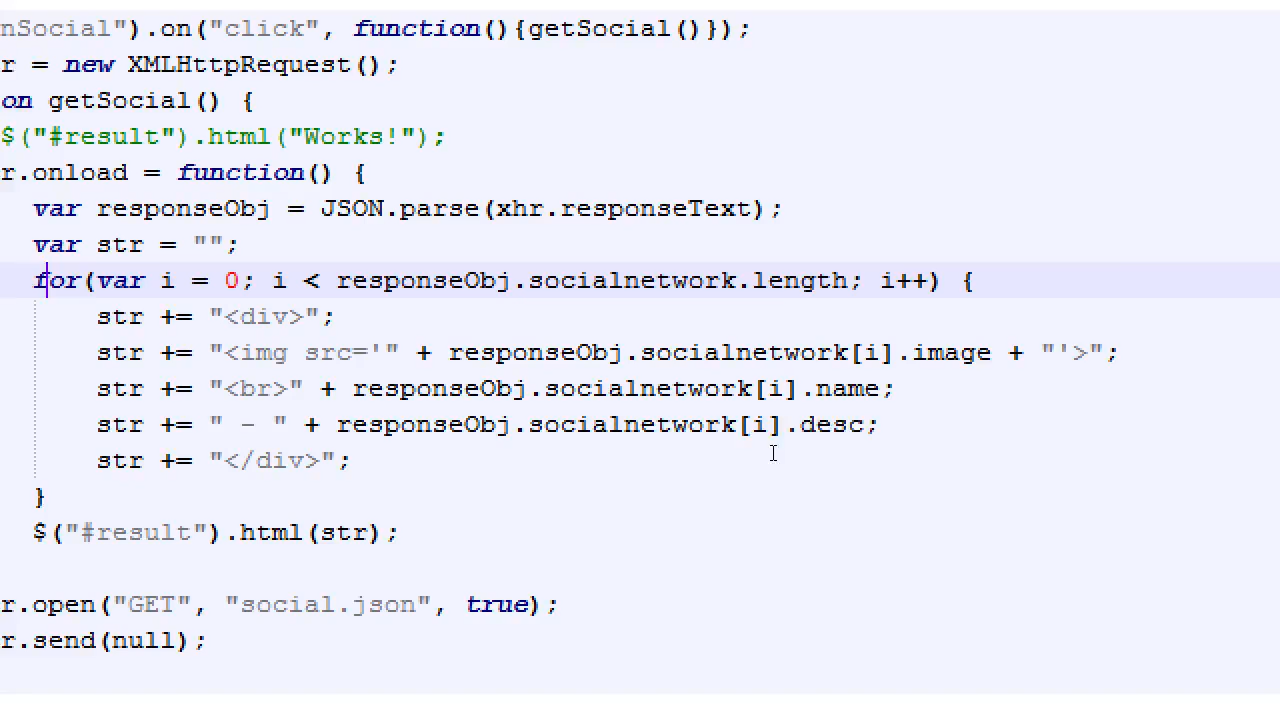 nSocial").on("click", function(){getSocial()});
r = new XMLHttpRequest();
on getSocial() {
$("#result").html("Works!");
r.onload = function() {
var responseObj = JSON.parse(xhr.responseText);
var str = "";
for(var i = 0; i < responseObj.socialnetwork.length; i++) {
str += "<div>";
str += "<img src='" + responseObj.socialnetwork[i].image + "'>";
str += "<br>" + responseObj.socialnetwork[i].name;
str += " - " + responseObj.socialnetwork[i].desc;
str += "</div>";
}
$("#result").html(str);
r.open("GET", "social.json", true);
r.send(null);